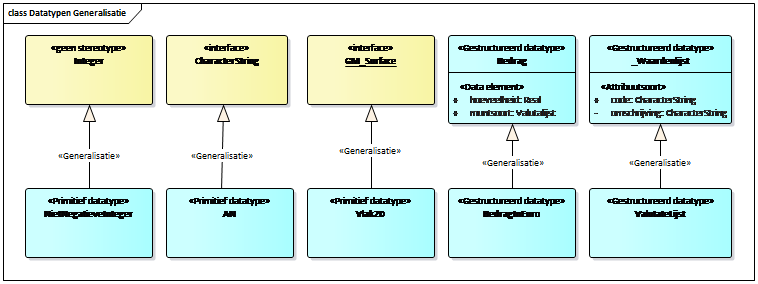 class Datatypen Generalisatie
«geen stereotype»
Integer
«interface»
CharacterString
«interface»
GM_Surface
«Gestructureerd datatype»
Bedrag
«Data element»
+ hoeveelheid: Real
+ muntsoort: Valutalijst
«Gestructureerd datatype»
_Waardenlijst
«Attribuutsoort»
+ code: CharacterString
- omschrijving: CharacterString
«Generalisatie»
«Generalisatie»
«Generalisatie»
«Generalisatie»
«Generalisatie»
«Primitief datatype»
NietNegatieveInteger
«Primitief datatype»
AN
«Primitief datatype»
Vlak2D
«Gestructureerd datatype»
BedragInEuro
«Gestructureerd datatype»